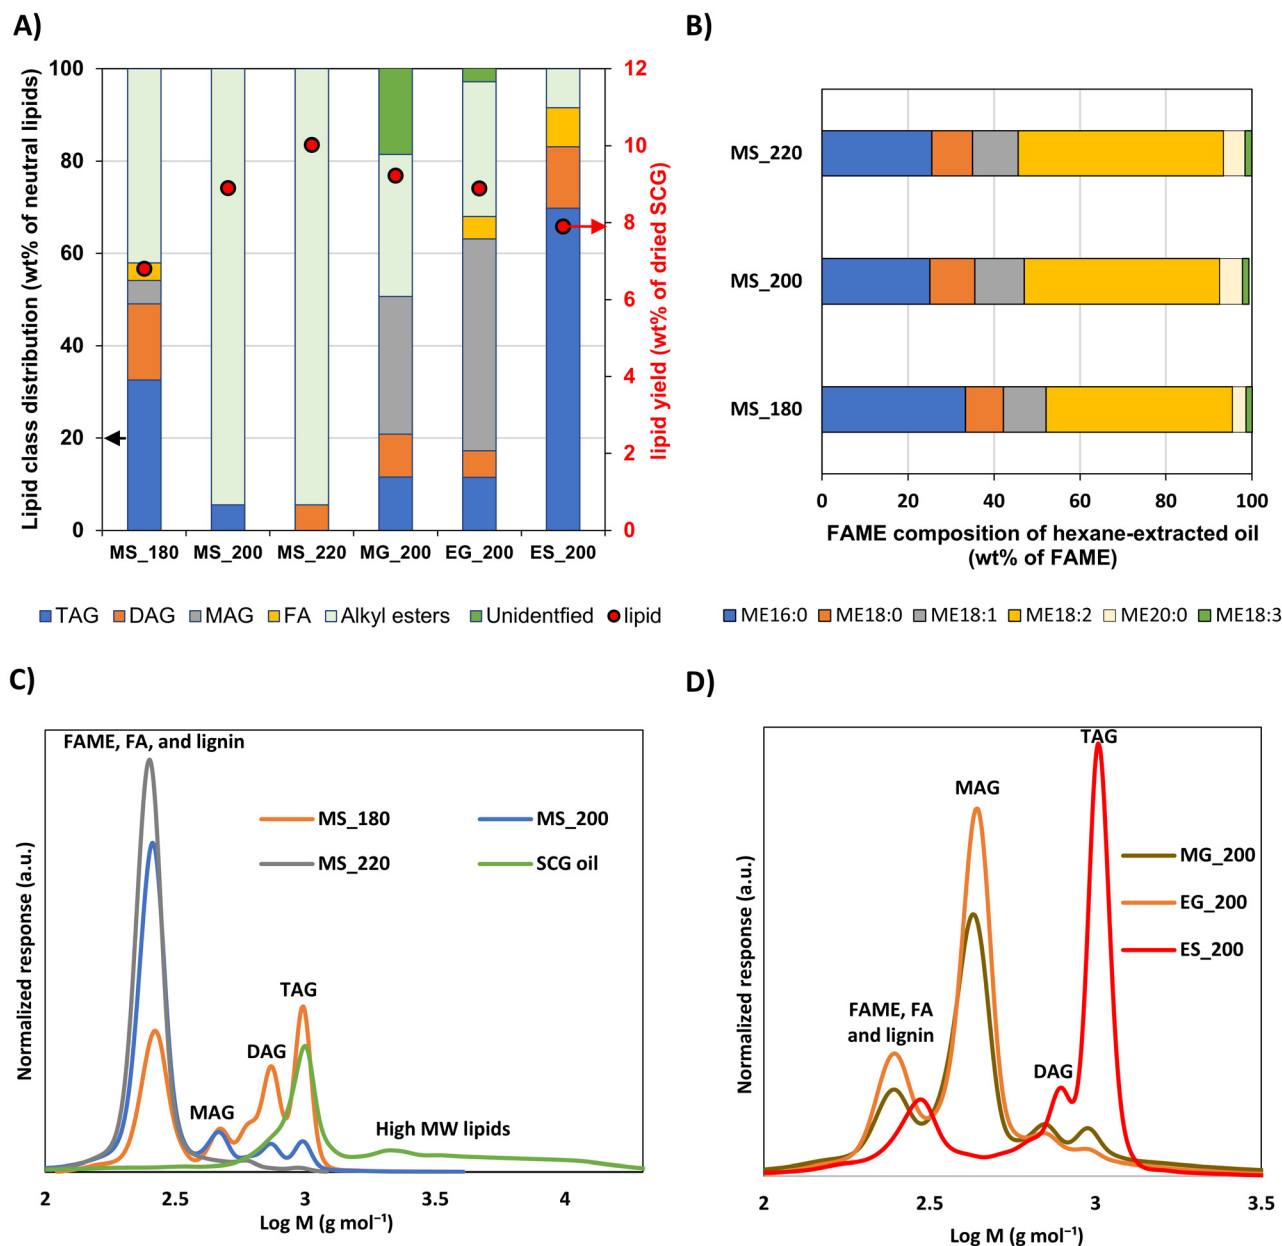 A)
Lipid class distribution (wt% of neutral lipids)
100
80
60
40
20
0
12
10
8
6
4
2
0
lipid yield (wt% of dried SCG)
MS_180 MS_200 MS_220 MG_200 EG_200 ES_200
TAG DAG MAG FA Alkyl esters Unidentfied lipid
B)
MS_220
MS_200
MS_180
0 20 40 60 80 100
FAME composition of hexane-extracted oil
(wt% of FAME)
ME16:0 ME18:0 ME18:1 ME18:2 ME20:0 ME18:3
C)
Normalized response (a.u.)
FAME, FA, and lignin
MS_180 MS_200
MS_220 SCG oil
TAG
DAG
MAG
High MW lipids
2 2.5 3 3.5 4
Log M (g mol⁻¹)
D)
Normalized response (a.u.)
TAG
MAG
MG_200
EG_200
ES_200
FAME, FA
and lignin
DAG
2 2.5 3 3.5
Log M (g mol⁻¹)